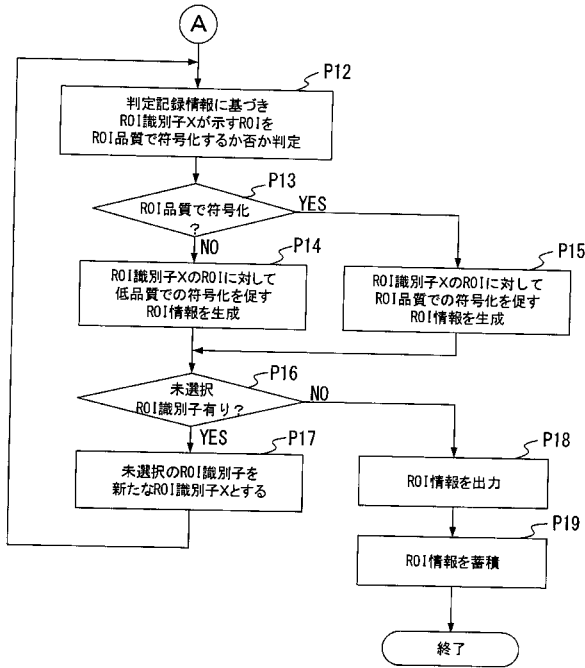 A
P12
判定記録情報に基づき
ROI識別子Xが示すROIを
ROI品質で符号化するか否か判定
P13
ROI品質で符号化
?
YES
NO
P14
ROI識別子XのROIに対して
低品質での符号化を促す
ROI情報を生成
P15
ROI識別子XのROIに対して
ROI品質での符号化を促す
ROI情報を生成
P16
未選択
ROI識別子有り?
NO
YES
P17
未選択のROI識別子を
新たなROI識別子Xとする
P18
ROI情報を出力
P19
ROI情報を蓄積
終了